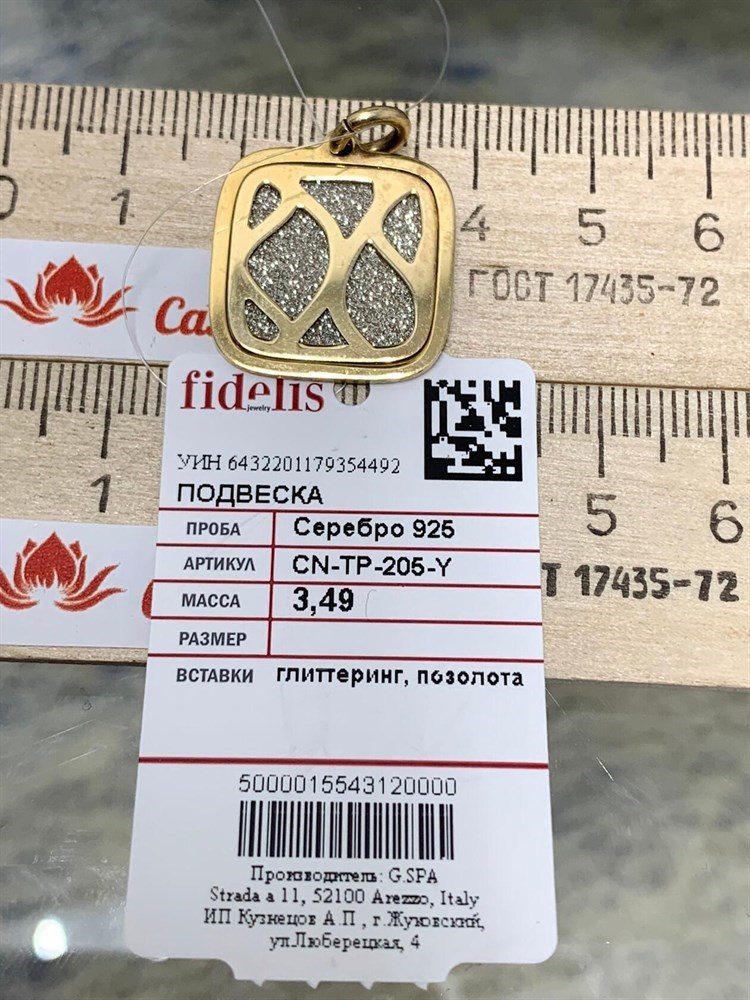 0 1 4 5 6
ГОСТ 17435-72
Са
fidelis
jewelry
УИН 6432201179354492
ПОДВЕСКА
ПРОБА Серебро 925
АРТИКУЛ CN-TP-205-Y
МАССА 3,49
РАЗМЕР
ВСТАВКИ глиттеринг, позолота
1 5 6
Т 17435-72
5000015543120000
Производитель: G.SPA
Strada a 11, 52100 Arezzo, Italy
ИП Кузнецов А.П , г.Жуковский,
ул.Люберецкая, 4